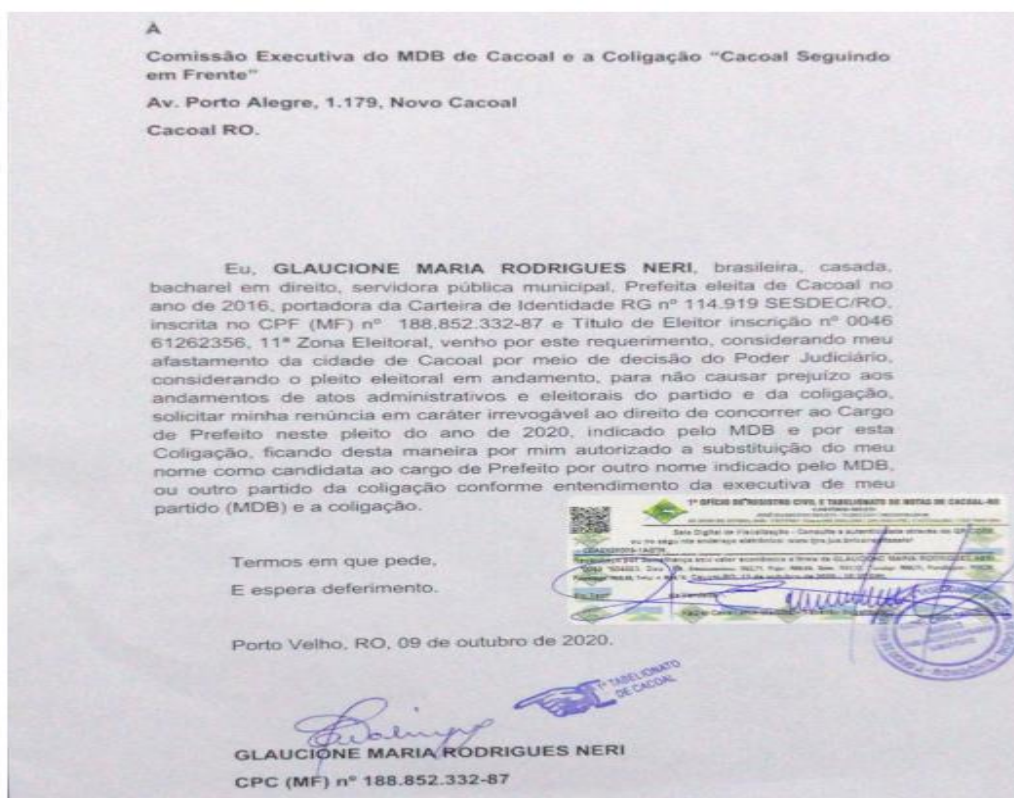 À
Comissão Executiva do MDB de Cacoal e a Coligação “Cacoal Seguindo
em Frente”
Av. Porto Alegre, 1.179, Novo Cacoal
Cacoal RO.
Eu, GLAUCIONE MARIA RODRIGUES NERI, brasileira, casada,
bacharel em direito, servidora pública municipal, Prefeita eleita de Cacoal no
ano de 2016, portadora da Carteira de Identidade RG nº 114.919 SESDEC/RO,
inscrita no CPF (MF) nº 188.852.332-87 e Título de Eleitor inscrição nº 0046
61262356, 11ª Zona Eleitoral, venho por este requerimento, considerando meu
afastamento da cidade de Cacoal por meio de decisão do Poder Judiciário,
considerando o pleito eleitoral em andamento, para não causar prejuízo aos
andamentos de atos administrativos e eleitorais do partido e da coligação,
solicitar minha renúncia em caráter irrevogável ao direito de concorrer ao Cargo
de Prefeito neste pleito do ano de 2020, indicado pelo MDB e por esta
Coligação, ficando desta maneira por mim autorizado a substituição do meu
nome como candidata ao cargo de Prefeito por outro nome indicado pelo MDB,
ou outro partido da coligação conforme entendimento da executiva de meu
partido (MDB) e a coligação.
1º OFÍCIO DE REGISTRO CIVIL E TABELIONATO DE NOTAS DE CACOAL-RO
Selo Digital de Fiscalização - Consulte a autenticidade através do QR
Termos em que pede,
E espera deferimento.
Porto Velho, RO, 09 de outubro de 2020.
1º TABELIONATO
DE CACOAL
GLAUCIONE MARIA RODRIGUES NERI
CPC (MF) nº 188.852.332-87